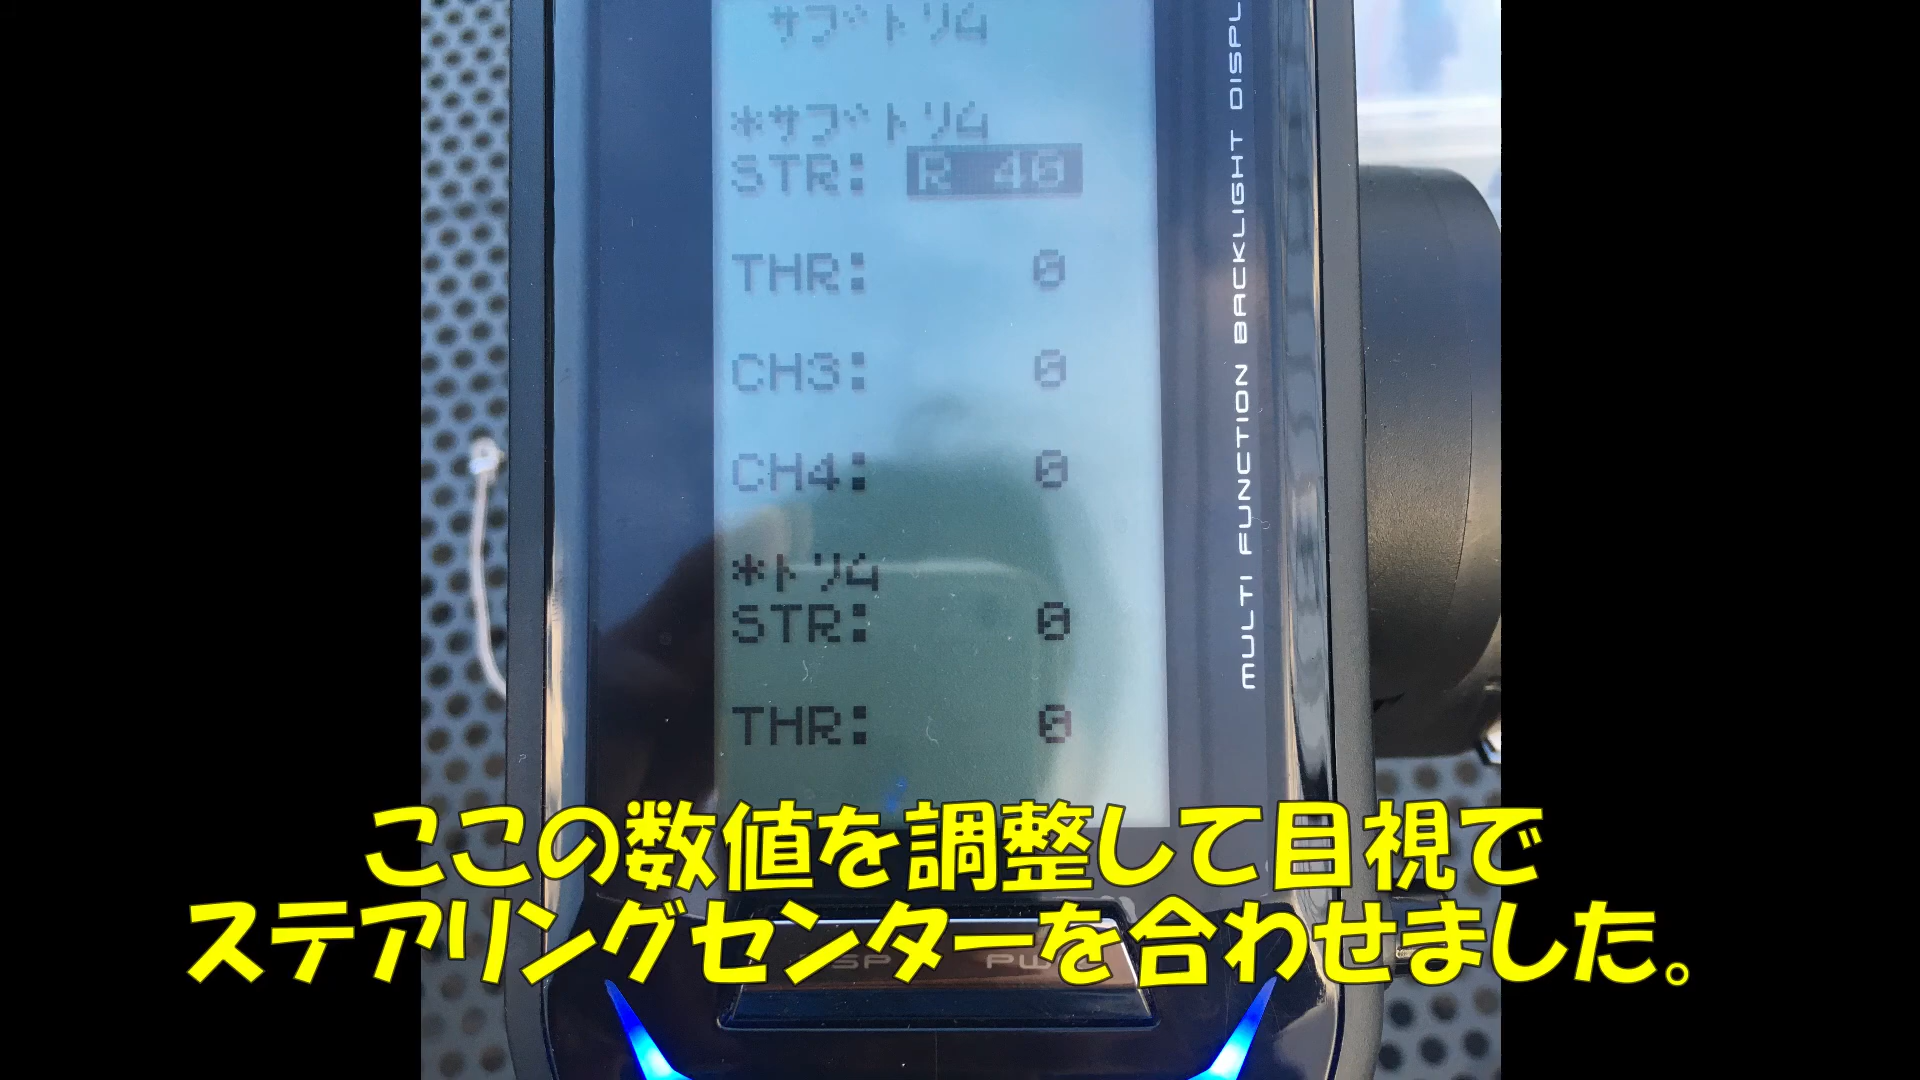 サブトリム
*サブトリム
STR: R 40
THR: 0
CH3: 0
CH4: 0
*トリム
STR: 0
THR: 0
MULTI FUNCTION BACKLIGHT DISPL
ここの数値を調整して目視で
ステアリングセンターを合わせました。